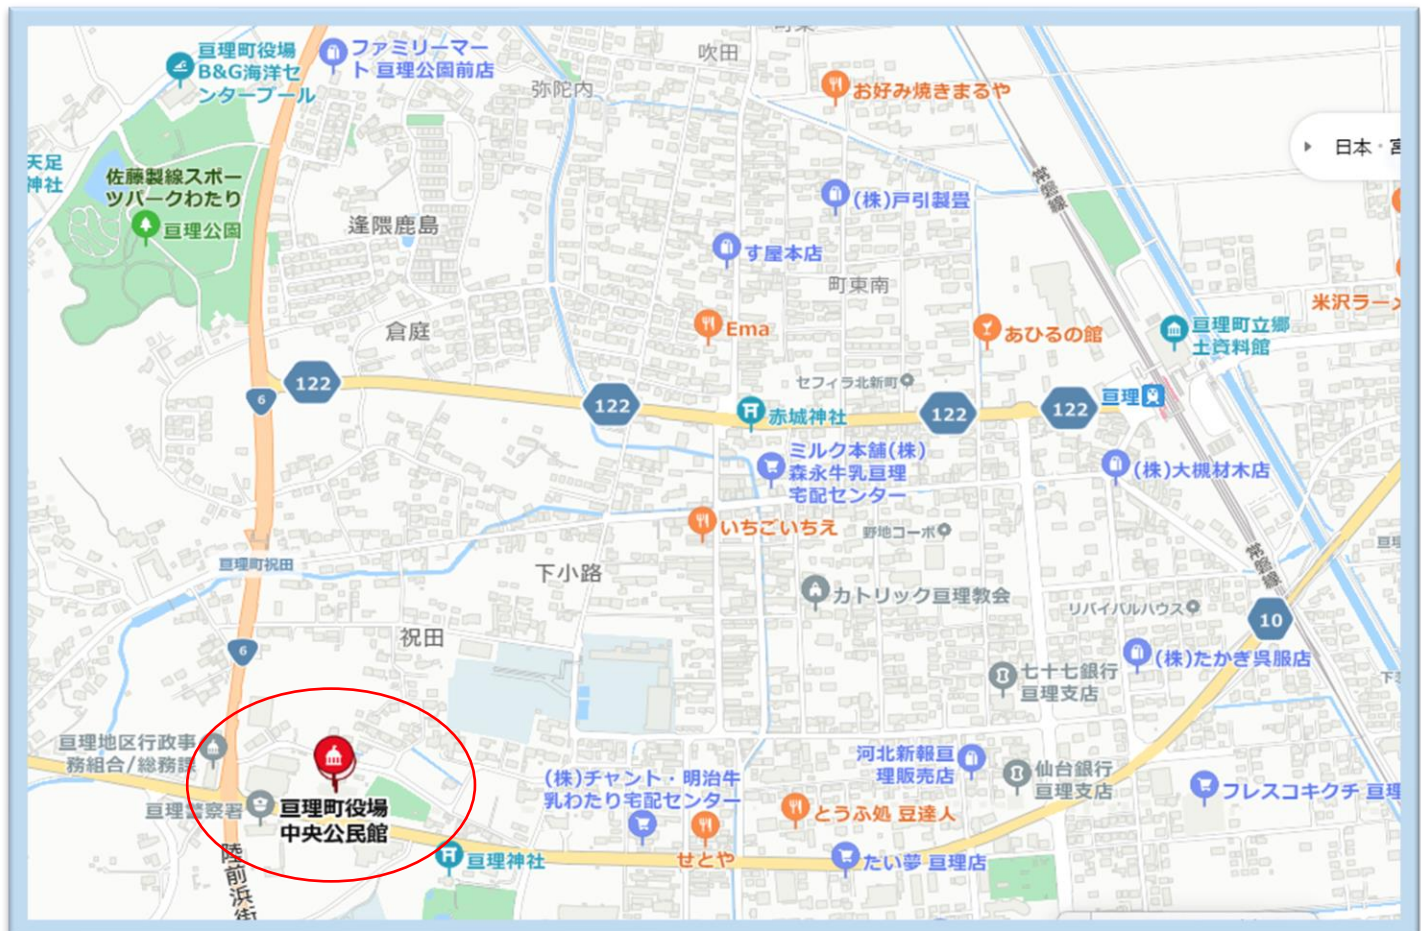 吹田
亘理町役場
B&G海洋セ
ンタープール
ファミリーマー
ト 亘理公園前店
弥陀内
お好み焼きまるや
日本
天足
神社
佐藤製線スポー
ツパークわたり
亘理公園
逢隈鹿島
常磐線
(株)戸引製畳
す屋本店
町東南
倉庭
Ema
あひるの館
亘理町立郷
土資料館
米沢ラー
セフィラ北新町
122
122
122
122
亘理
6
赤城神社
ミルク本舗(株)
森永牛乳亘理
宅配センター
(株)大槻材木店
いちごいちえ
野地コーポ
亘理町祝田
下小路
常磐線
カトリック亘理教会
リバイバルハウス
10
祝田
6
七十七銀行
亘理支店
(株)たかぎ呉服店
亘理地区行政事
務組合/総務課
亘理警察署
亘理町役場
中央公民館
(株)チャント・明治牛
乳わたり宅配センター
河北新報亘
理販売店
仙台銀行
亘理支店
フレスコキクチ 亘理
とうふ処 豆達人
せとや
亘理神社
たい夢 亘理店
陸前浜街